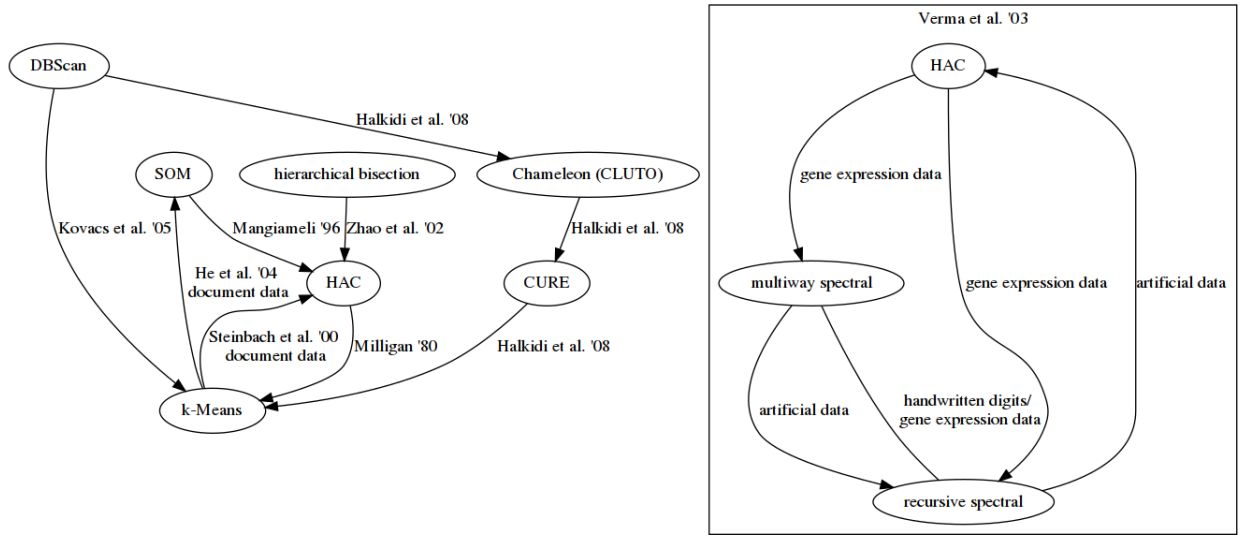 DBScan
Halkidi et al. '08
SOM
hierarchical bisection
Chameleon (CLUTO)
Kovacs et al. '05
Mangiameli '96
Zhao et al. '02
Halkidi et al. '08
He et al. '04
document data
HAC
CURE
Steinbach et al. '00
document data
Milligan '80
Halkidi et al. '08
k-Means
Verma et al. '03
HAC
gene expression data
multiway spectral
gene expression data
artificial data
artificial data
handwritten digits/
gene expression data
recursive spectral